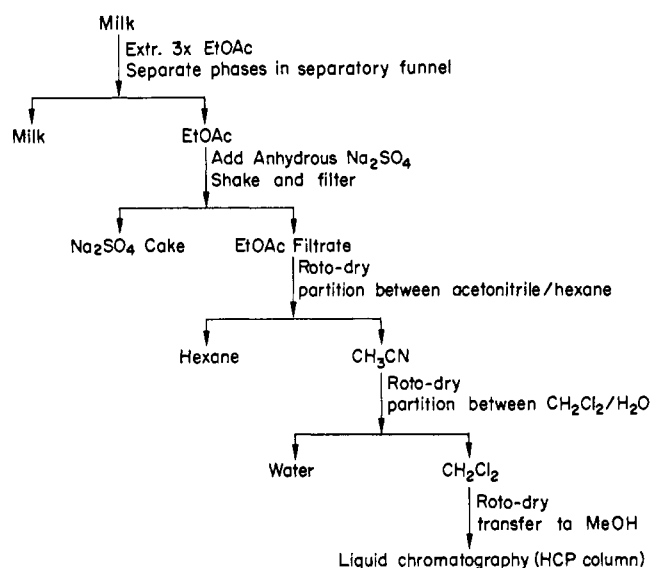 Milk
Extr. 3x EtOAc
Separate phases in separatory funnel
Milk EtOAc
Add Anhydrous Na2SO4
Shake and filter
Na2SO4 Cake EtOAc Filtrate
Roto-dry
partition between acetonitrile/hexane
Hexane CH3CN
Roto-dry
partition between CH2Cl2/H2O
Water CH2Cl2
Roto-dry
transfer ta MeOH
Liquid chromatography (HCP column)